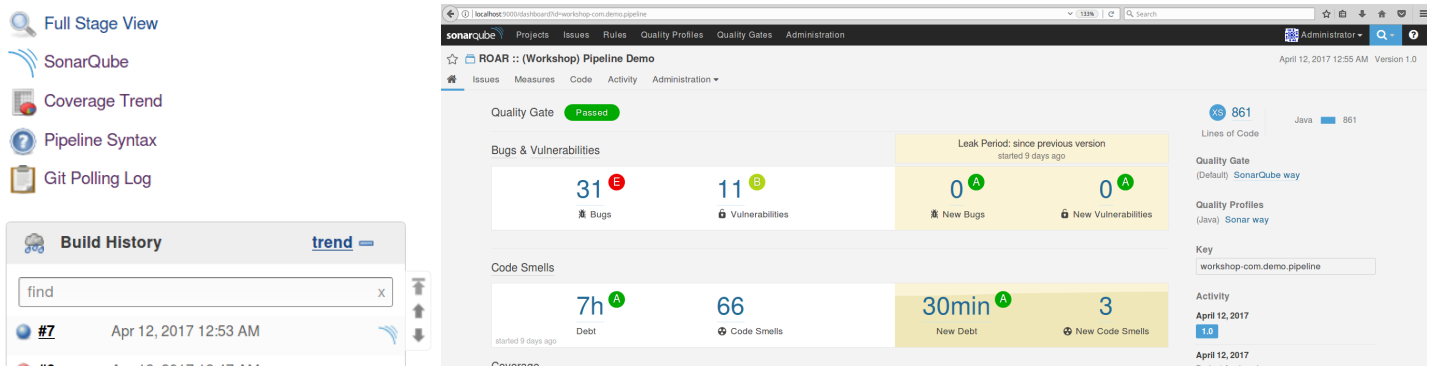 Full Stage View
SonarQube
Coverage Trend
Pipeline Syntax
Git Polling Log
Build History trend
find x
#7 Apr 12, 2017 12:53 AM
localhost:9000/dashboard?id=workshop-com.demo.pipeline 133% Search
sonarqube Projects Issues Rules Quality Profiles Quality Gates Administration Administrator
ROAR :: (Workshop) Pipeline Demo April 12, 2017 12:55 AM Version 1.0
Issues Measures Code Activity Administration
Quality Gate Passed
Bugs & Vulnerabilities
Leak Period: since previous version
started 9 days ago
31 E 11 B 0 A 0 A
Bugs Vulnerabilities New Bugs New Vulnerabilities
Code Smells
7h A 66 30min A 3
Debt Code Smells New Debt New Code Smells
started 9 days ago
Coverage
XS 861 Java 861
Lines of Code
Quality Gate
(Default) SonarQube way
Quality Profiles
(Java) Sonar way
Key
workshop-com.demo.pipeline
Activity
April 12, 2017
1.0
April 12, 2017